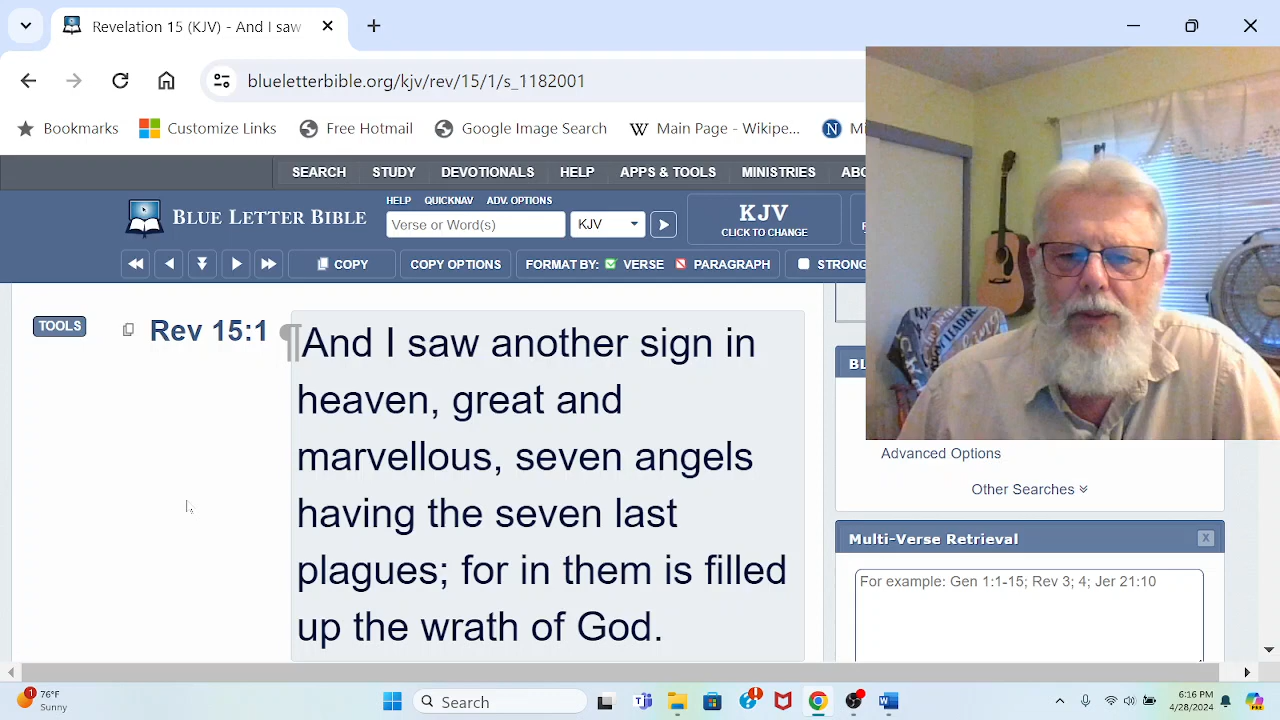 Revelation 15 (KJV) - And I saw
blueletterbible.org/kjv/rev/15/1/s_1182001
Bookmarks Customize Links Free Hotmail Google Image Search Main Page - Wikipe...
SEARCH STUDY DEVOTIONALS HELP APPS & TOOLS MINISTRIES
HELP QUICKNAV ADV. OPTIONS
BLUE LETTER BIBLE
Verse or Word(s) KJV
KJV
CLICK TO CHANGE
COPY COPY OPTIONS FORMAT BY: VERSE PARAGRAPH STRONG
TOOLS
Rev 15:1 ¶And I saw another sign in
heaven, great and
marvellous, seven angels
having the seven last
plagues; for in them is filled
up the wrath of God.
Advanced Options
Other Searches
Multi-Verse Retrieval X
For example: Gen 1:1-15; Rev 3; 4; Jer 21:10
1 76°F
Sunny
Search
6:16 PM
4/28/2024